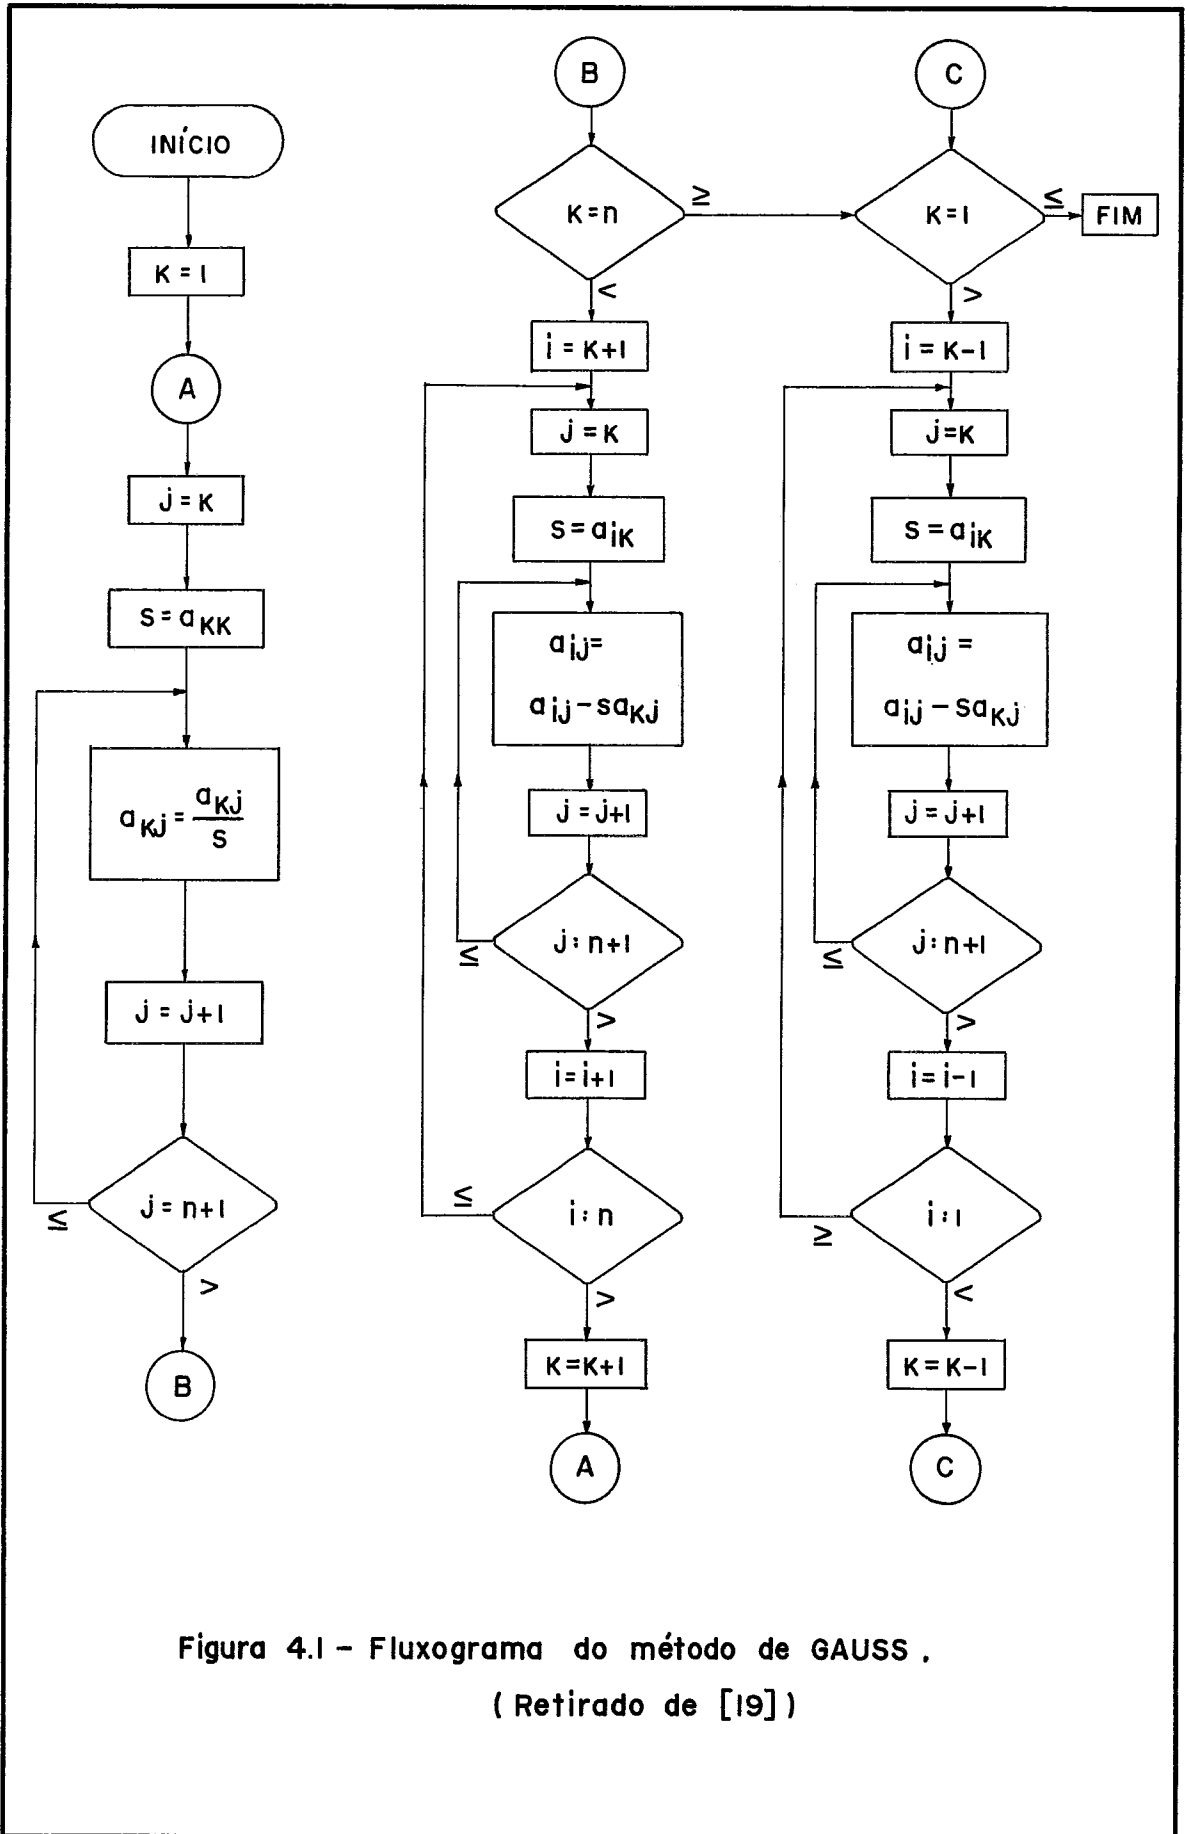 INÍCIO
K = 1
A
j = K
s = aKK
aKj = aKj
s
j = j+1
j = n+1
≤
>
B
B
K = n
≥
<
i = K+1
j = K
s = aiK
aij =
aij – saKj
j = j+1
j : n+1
≤
>
i = i+1
≤
i : n
>
K = K+1
A
C
K = 1
≤
FIM
>
i = K-1
j = K
s = aiK
aij =
aij – saKj
j = j+1
j : n+1
≤
>
i = i-1
i : 1
≥
<
K = K-1
C
Figura 4.1 – Fluxograma do método de GAUSS .
( Retirado de [19] )